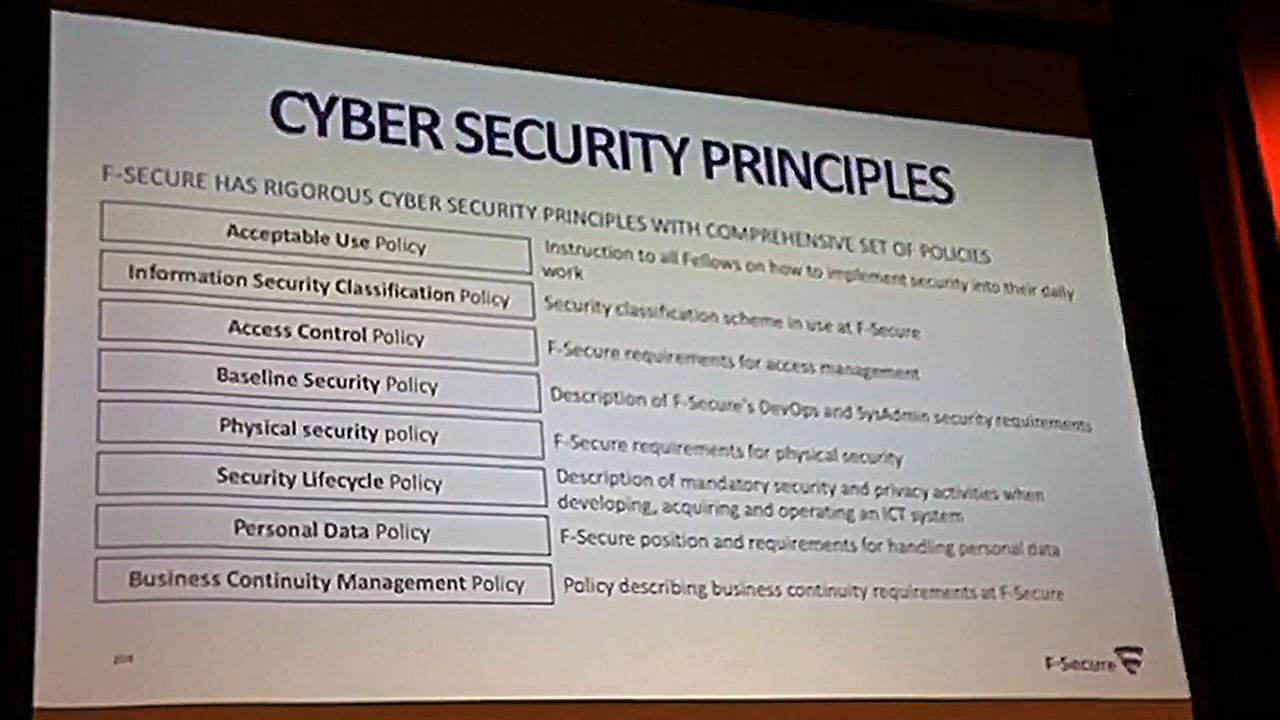 CYBER SECURITY PRINCIPLES
F-SECURE HAS RIGOROUS CYBER SECURITY PRINCIPLES WITH COMPREHENSIVE SET OF POLICIES
Acceptable Use Policy
Instruction to all Fellows on how to implement security into their daily
work
Information Security Classification Policy
Security classification scheme in use at F-Secure
Access Control Policy
F-Secure requirements for access management
Baseline Security Policy
Description of F-Secure's DevOps and SysAdmin security requirements
Physical security policy
F-Secure requirements for physical security
Security Lifecycle Policy
Description of mandatory security and privacy activities when
developing, acquiring and operating an ICT system
Personal Data Policy
F-Secure position and requirements for handling personal data
Business Continuity Management Policy
Policy describing business continuity requirements at F-Secure
F-Secure